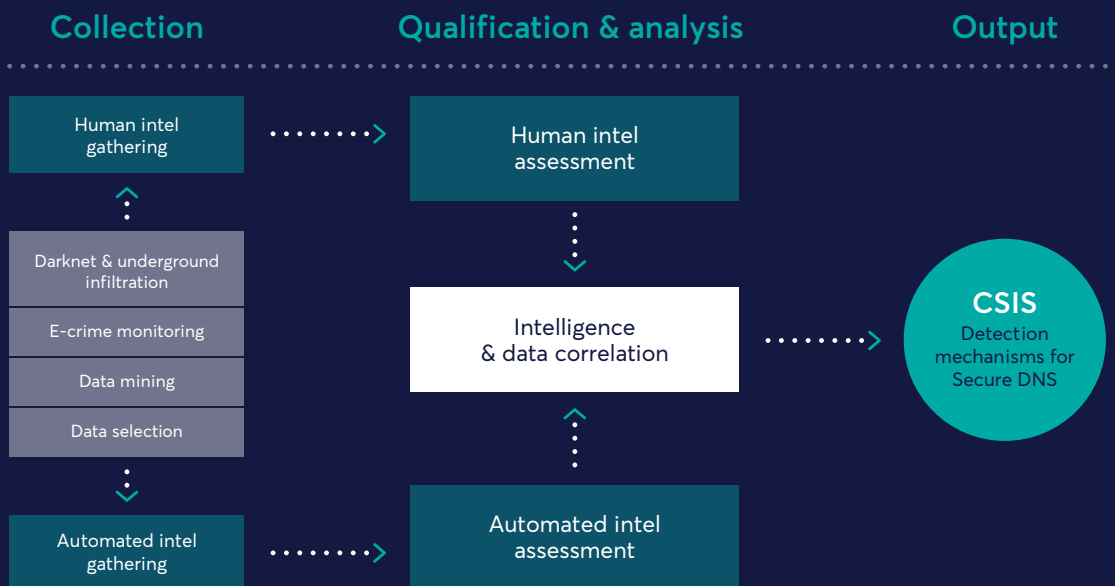 Collection
Qualification & analysis
Output
Human intel
gathering
Human intel
assessment
Darknet & underground
infiltration
E-crime monitoring
Data mining
Data selection
Intelligence
& data correlation
CSIS
Detection
mechanisms for
Secure DNS
Automated intel
gathering
Automated intel
assessment